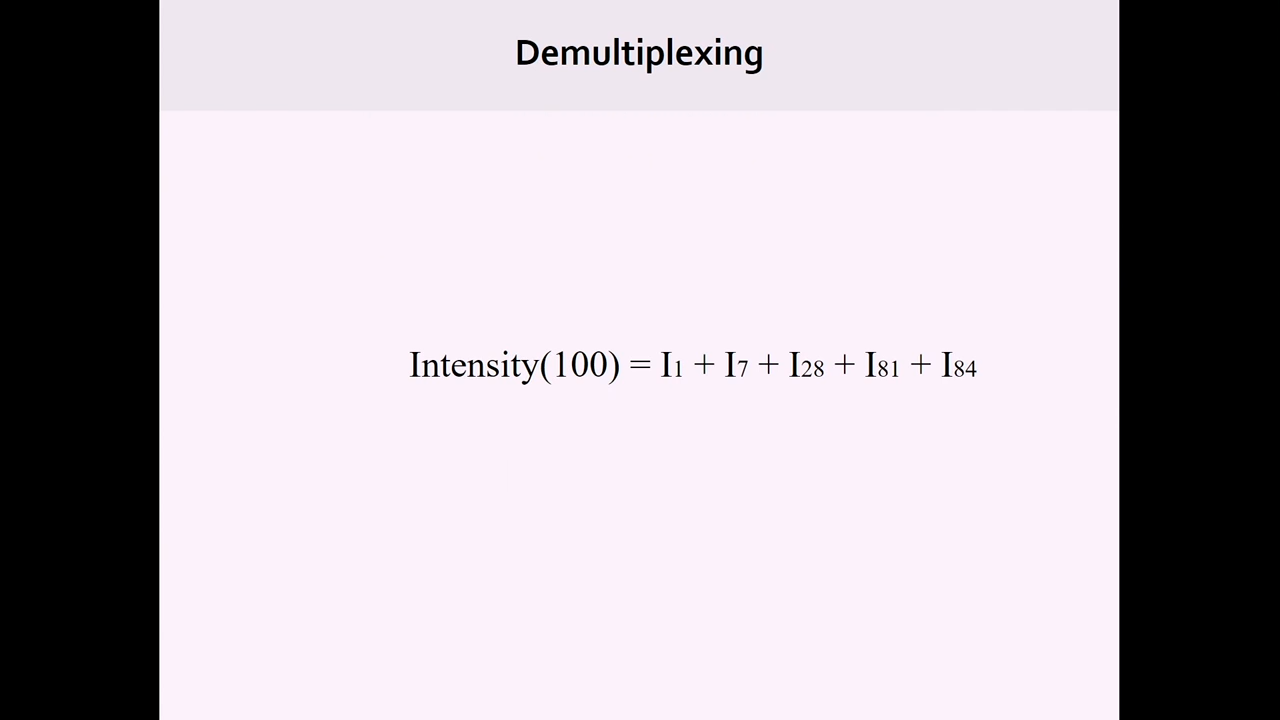 Demultiplexing
Intensity(100) = I₁ + I₇ + I₂₈ + I₈₁ + I₈₄